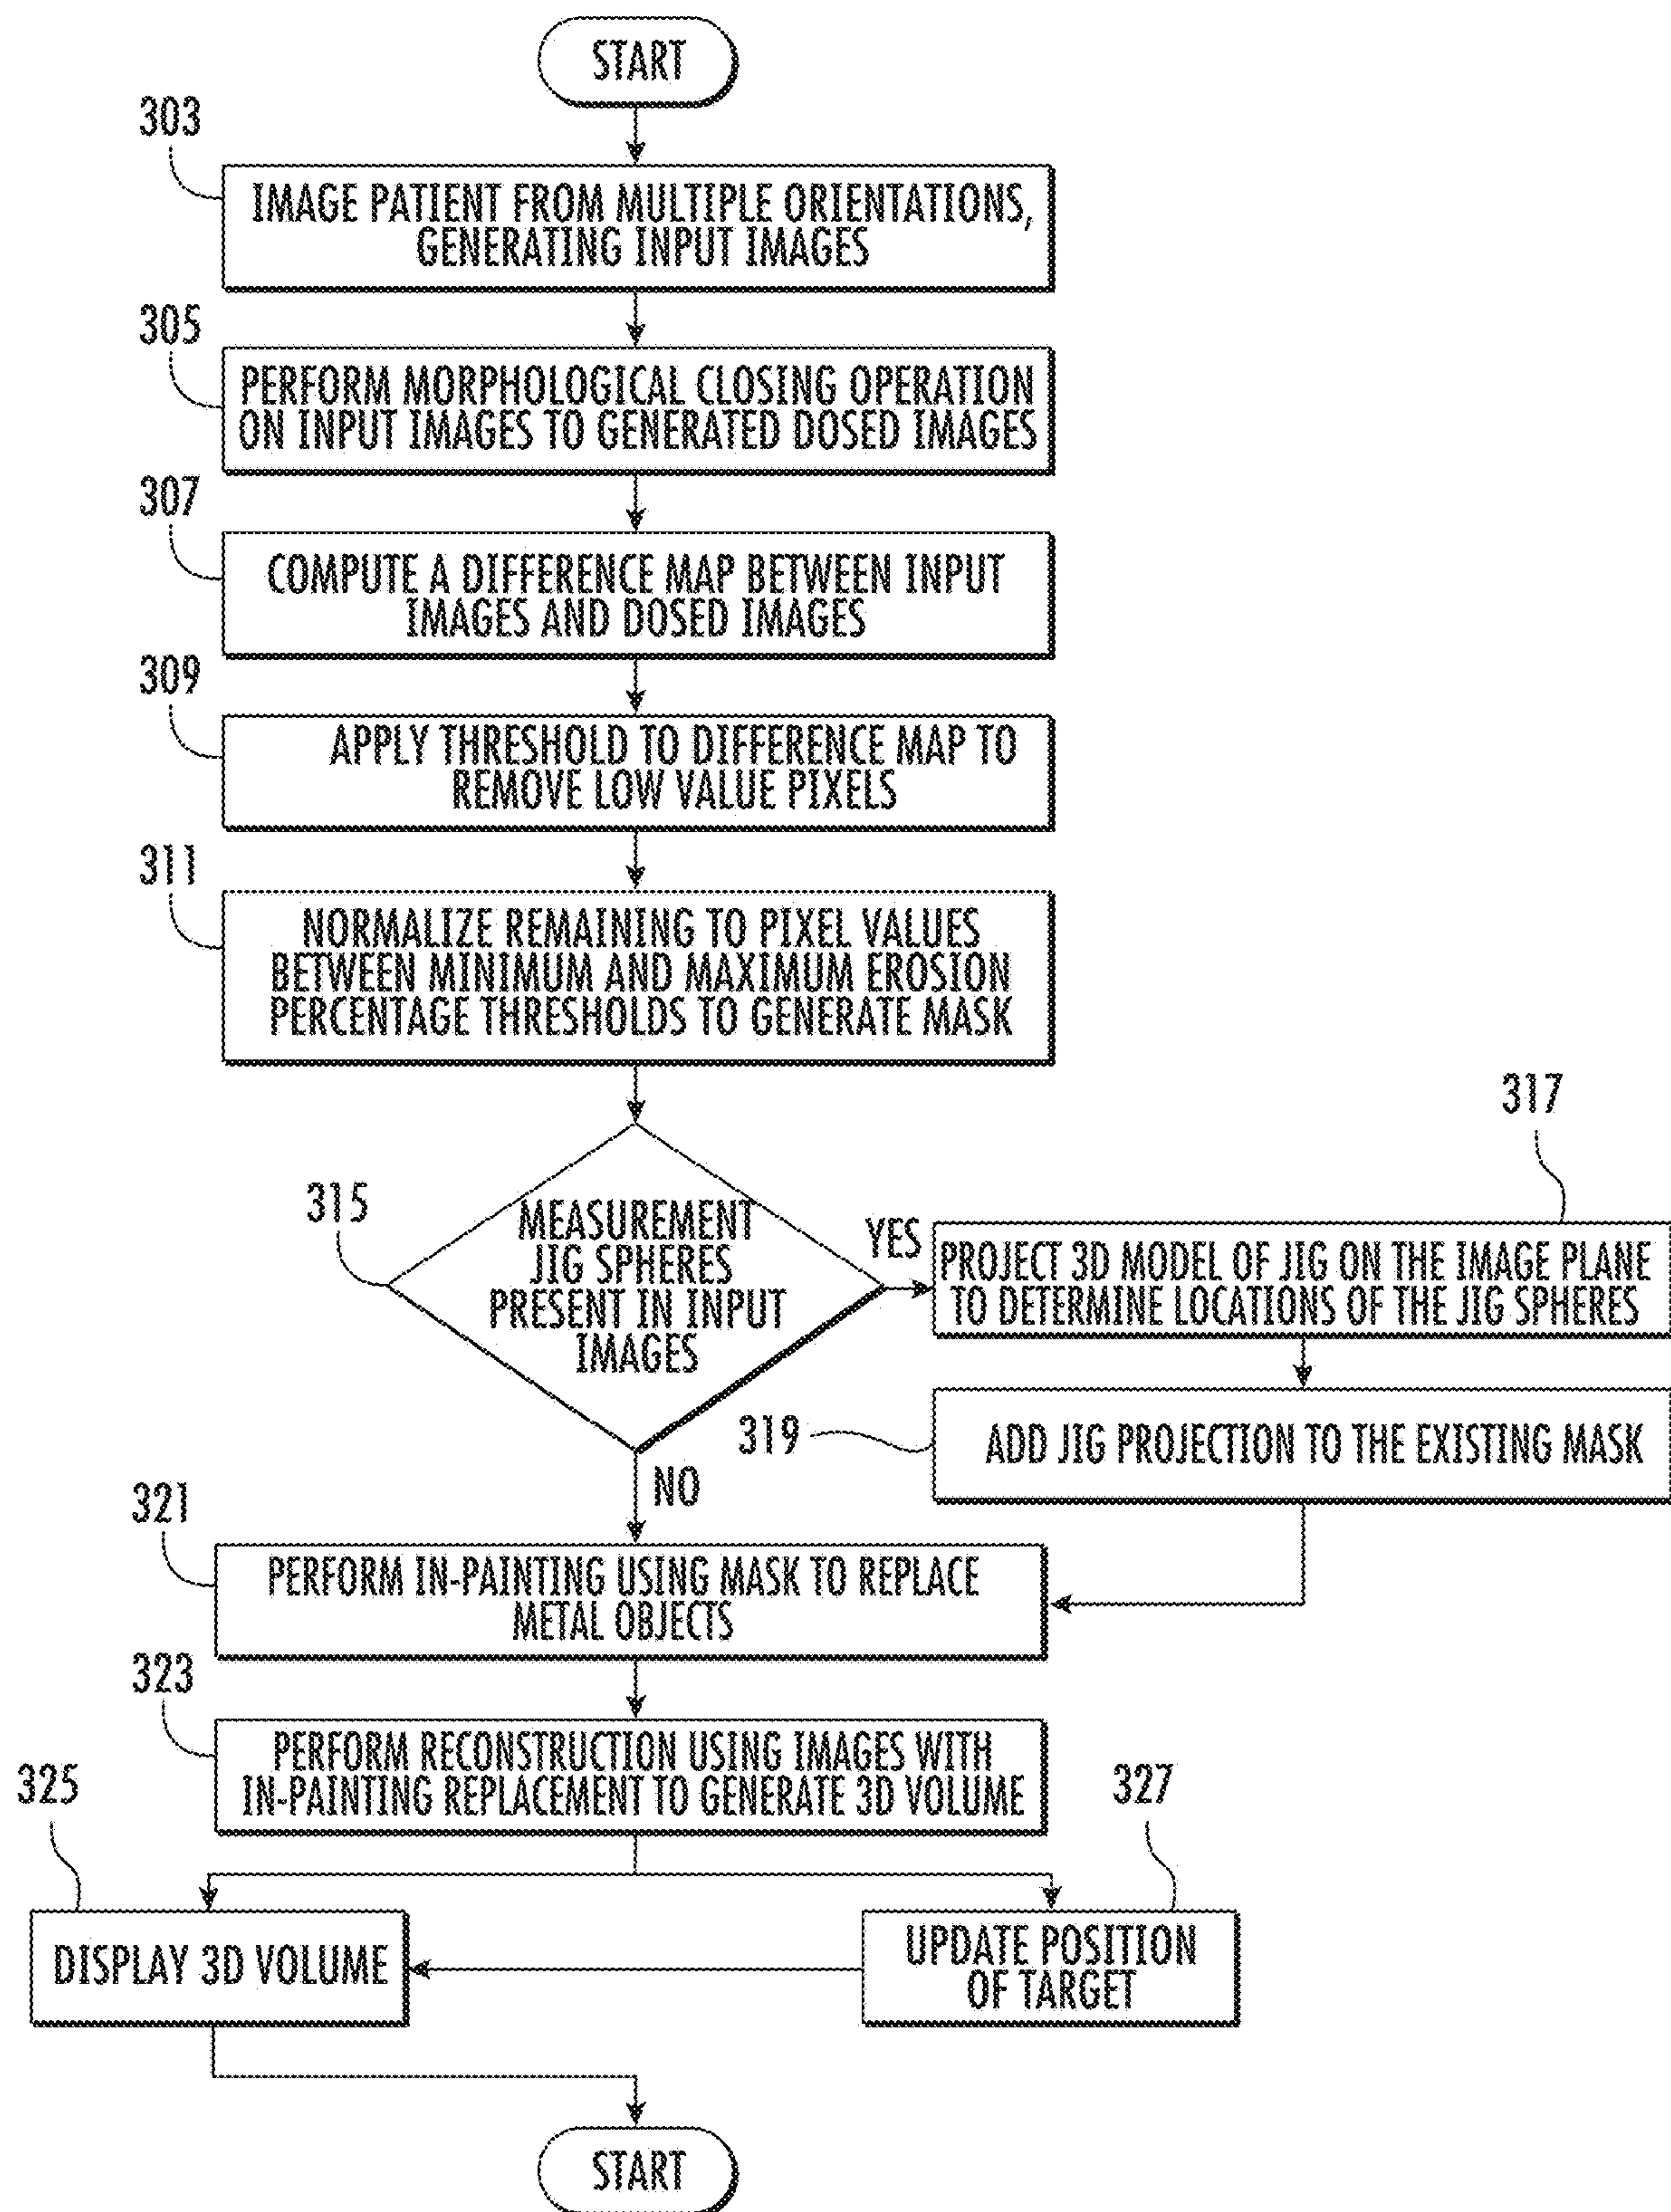 START
303
IMAGE PATIENT FROM MULTIPLE ORIENTATIONS,
GENERATING INPUT IMAGES
305
PERFORM MORPHOLOGICAL CLOSING OPERATION
ON INPUT IMAGES TO GENERATED DOSED IMAGES
307
COMPUTE A DIFFERENCE MAP BETWEEN INPUT
IMAGES AND DOSED IMAGES
309
APPLY THRESHOLD TO DIFFERENCE MAP TO
REMOVE LOW VALUE PIXELS
311
NORMALIZE REMAINING TO PIXEL VALUES
BETWEEN MINIMUM AND MAXIMUM EROSION
PERCENTAGE THRESHOLDS TO GENERATE MASK
315
MEASUREMENT
JIG SPHERES
PRESENT IN INPUT
IMAGES
YES
317
PROJECT 3D MODEL OF JIG ON THE IMAGE PLANE
TO DETERMINE LOCATIONS OF THE JIG SPHERES
319
ADD JIG PROJECTION TO THE EXISTING MASK
NO
321
PERFORM IN-PAINTING USING MASK TO REPLACE
METAL OBJECTS
323
PERFORM RECONSTRUCTION USING IMAGES WITH
IN-PAINTING REPLACEMENT TO GENERATE 3D VOLUME
325
DISPLAY 3D VOLUME
327
UPDATE POSITION
OF TARGET
START